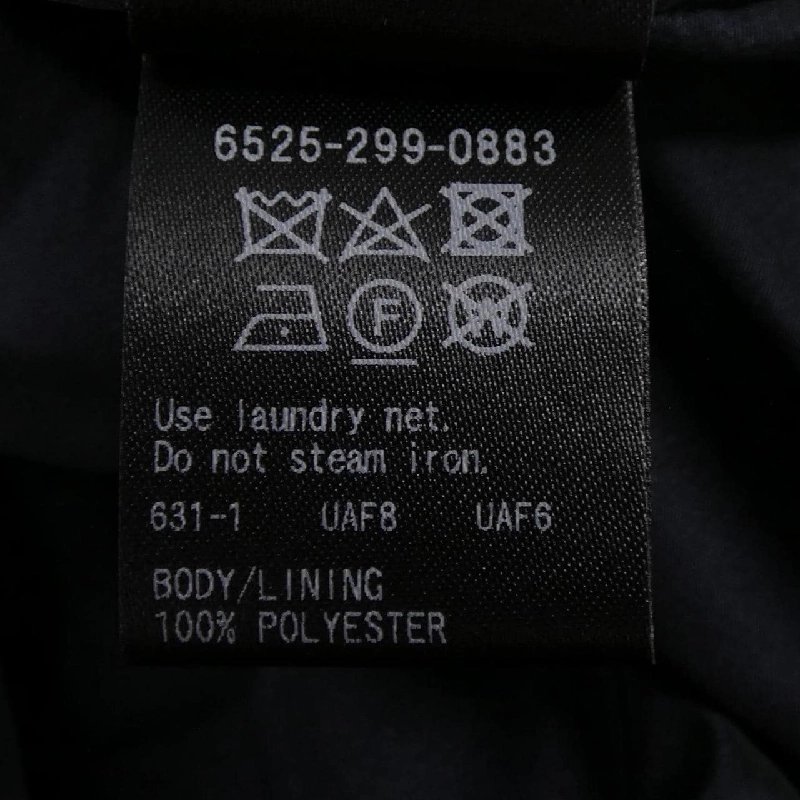 6525-299-0883
F W
Use laundry net.
Do not steam iron.
631-1 UAF8 UAF6
BODY/LINING
100% POLYESTER